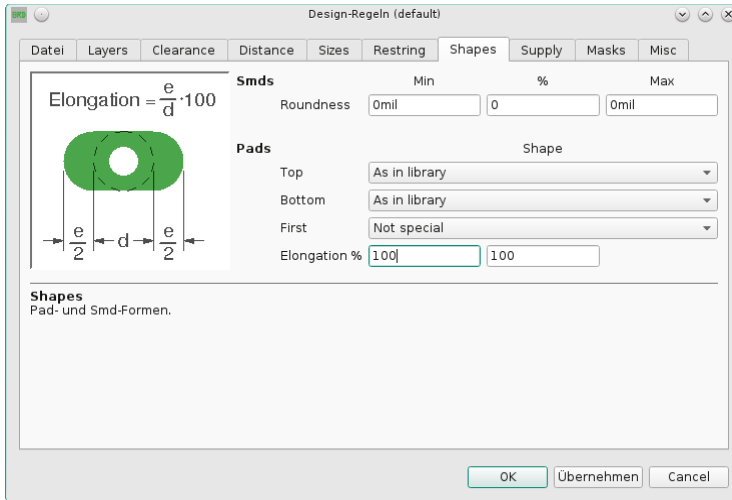 BRD
Design-Regeln (default)
Datei Layers Clearance Distance Sizes Restring Shapes Supply Masks Misc
Elongation = e/d ·100
e/2 d e/2
Smds Min % Max
Roundness 0mil 0 0mil
Pads Shape
Top As in library
Bottom As in library
First Not special
Elongation % 100 100
Shapes
Pad- und Smd-Formen.
OK Übernehmen Cancel